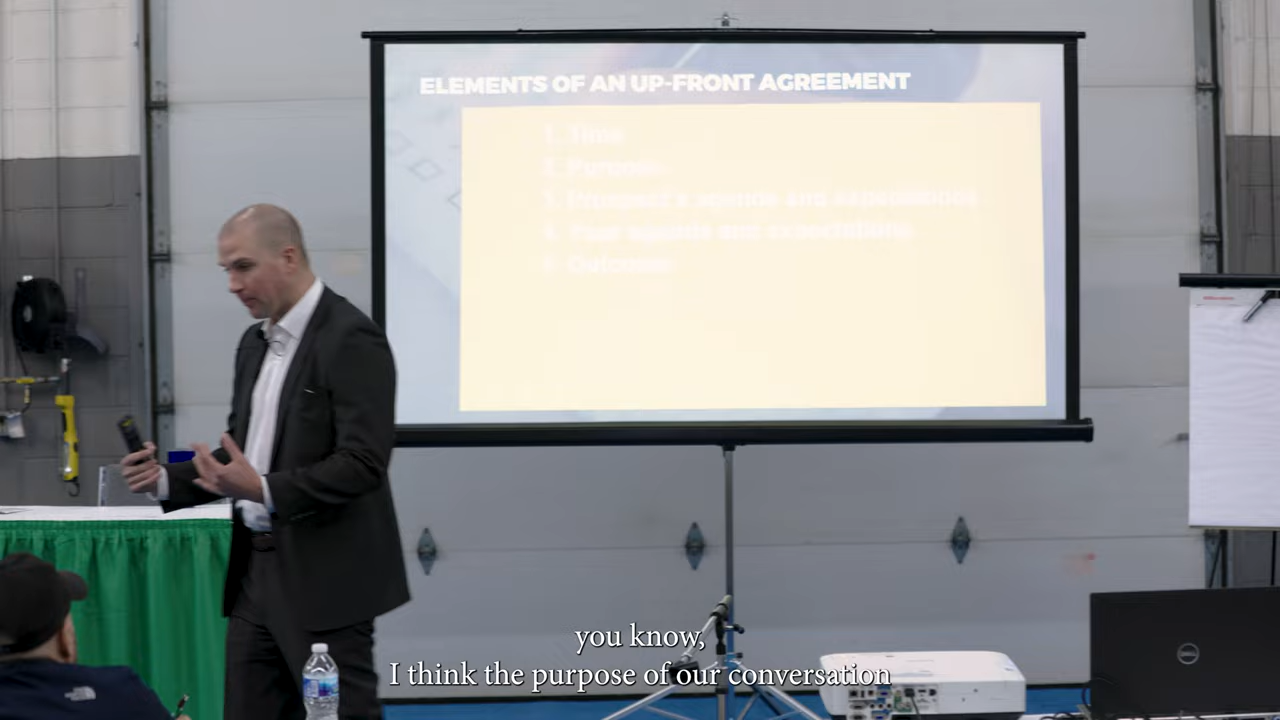 ELEMENTS OF AN UP-FRONT AGREEMENT
1. Time
2. Purpose
3. Prospect's agenda and expectations
4. Your agenda and expectations
5. Outcome
you know,
I think the purpose of our conversation